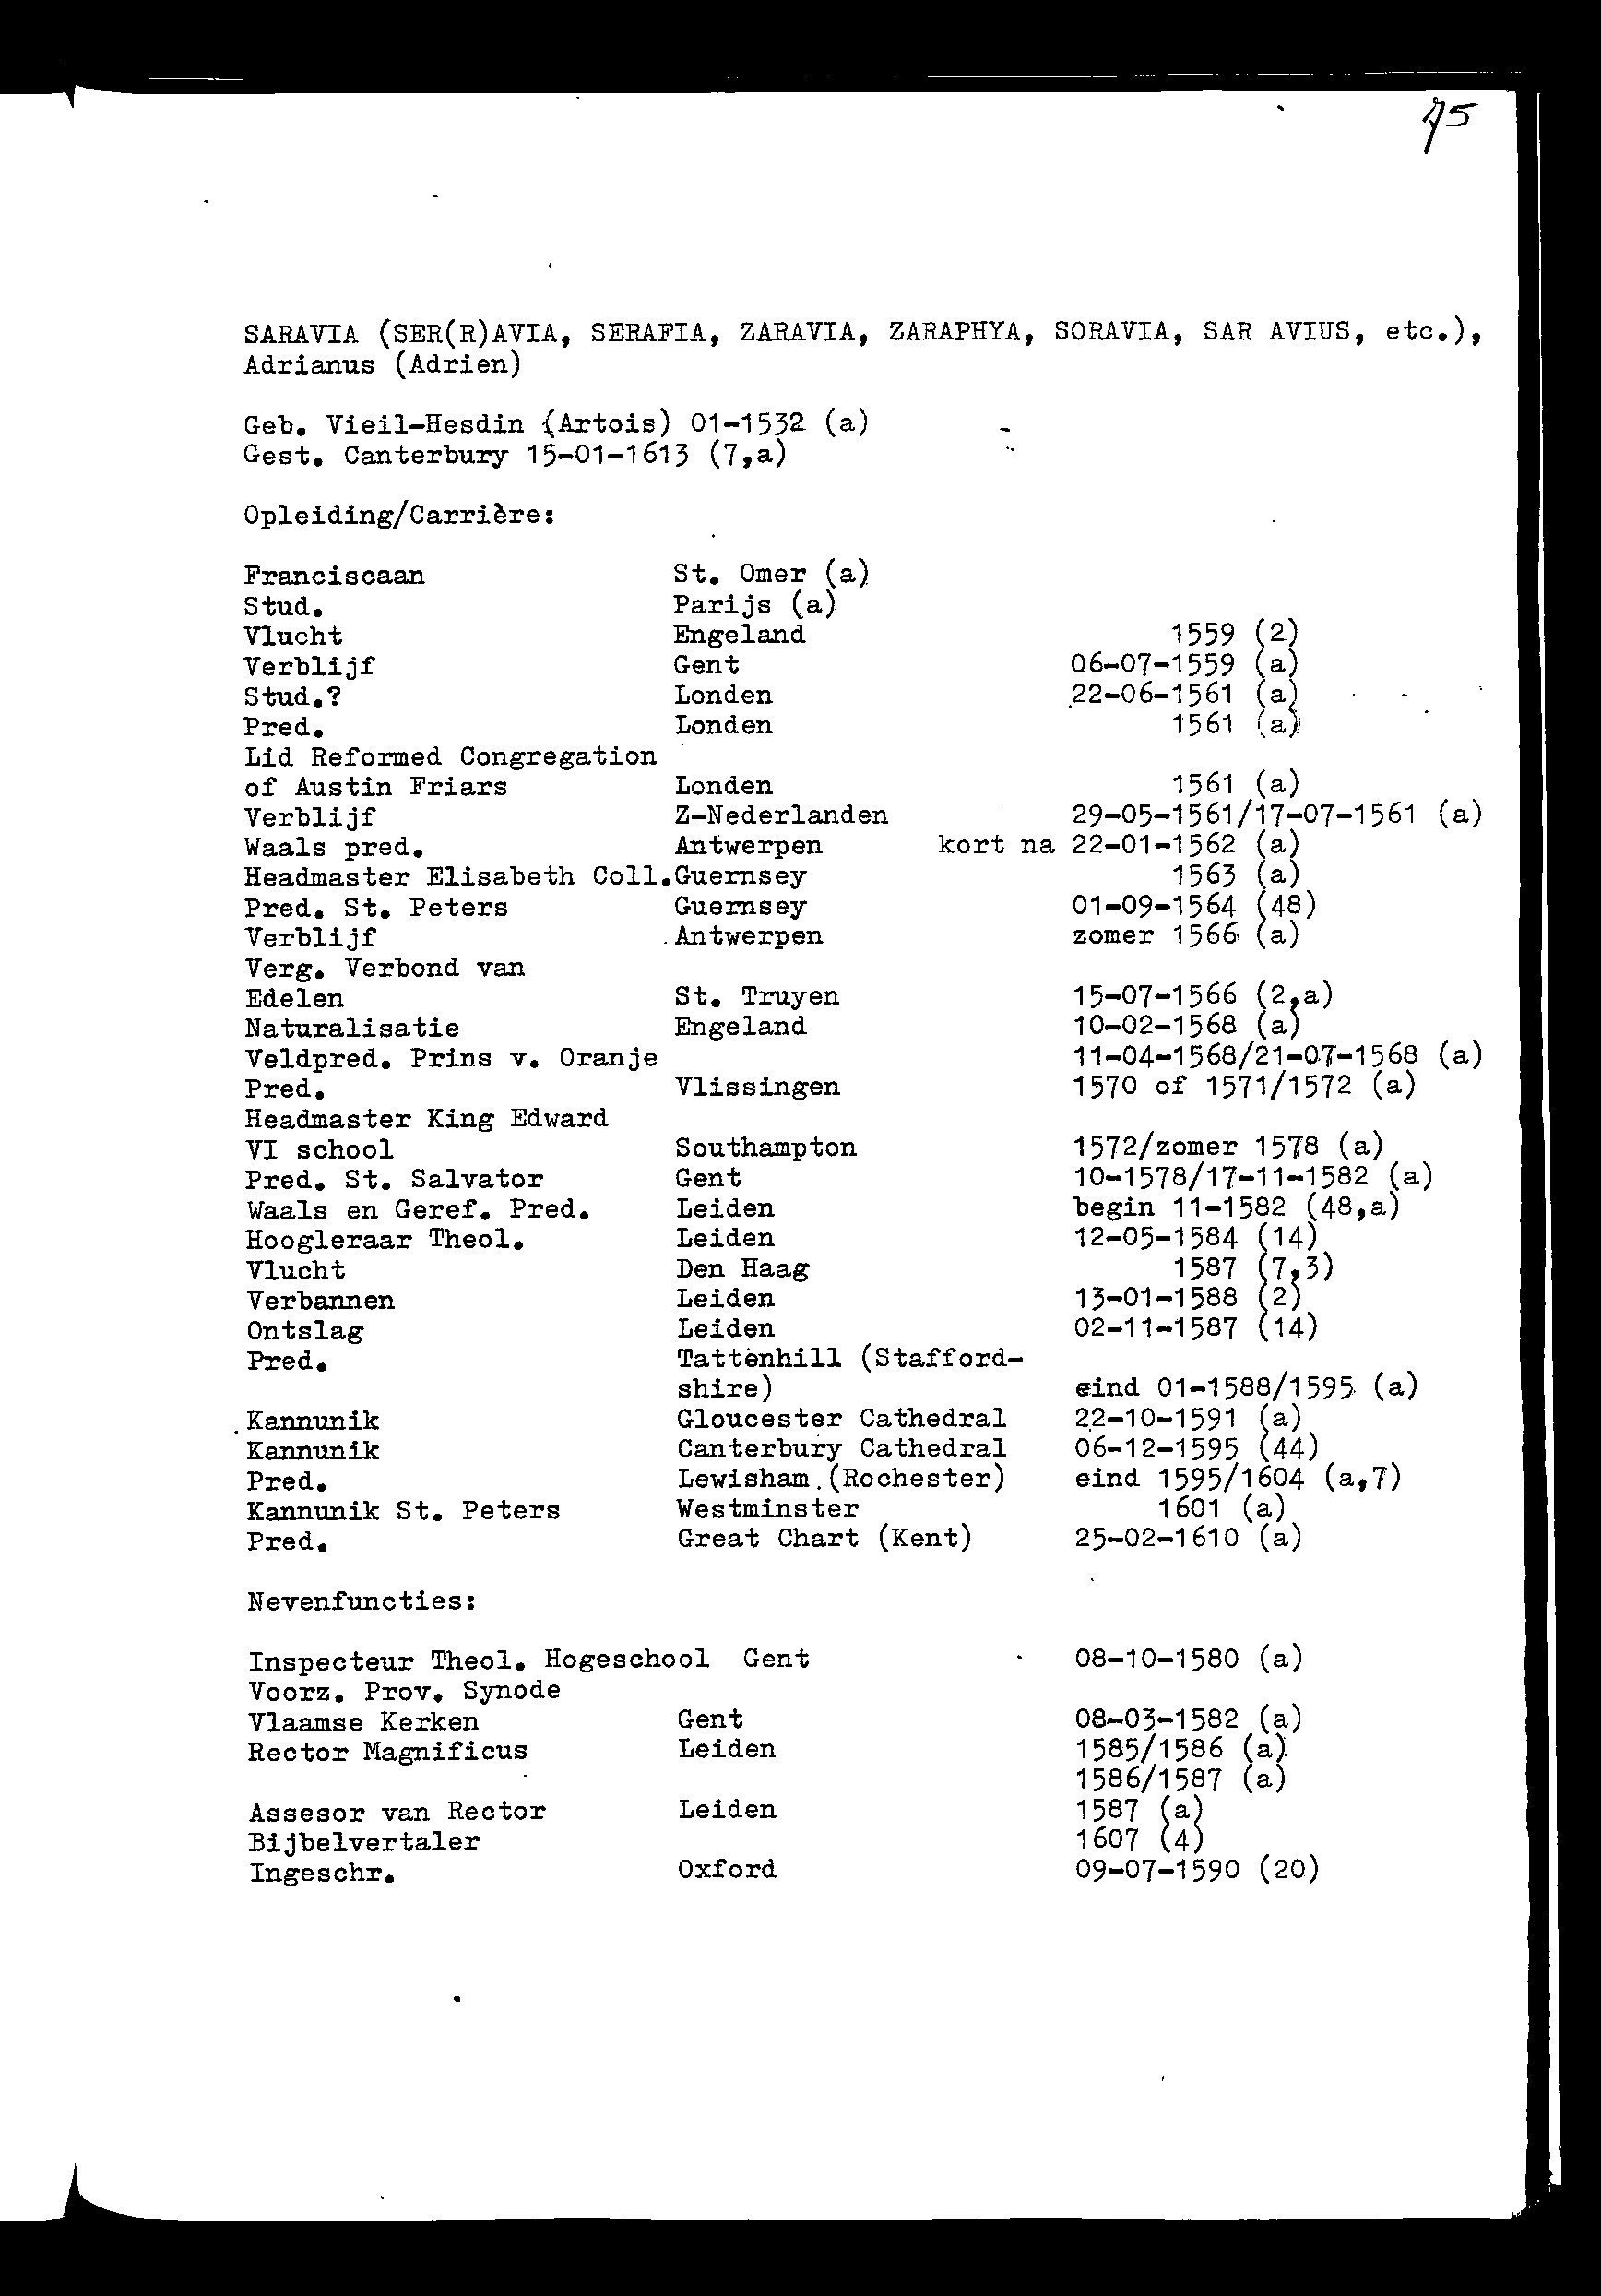 75
SARAVIA (SER(R)AVIA, SERAFIA, ZARAVIA, ZARAPHYA, SORAVIA, SAR AVIUS, etc.),
Adrianus (Adrien)
Geb. Vieil-Hesdin (Artois) 01-1532 (a)
Gest. Canterbury 15-01-1613 (7,a)
Opleiding/Carrière:
Franciscaan St. Omer (a)
Stud. Parijs (a)
Vlucht Engeland 1559 (2)
Verblijf Gent 06-07-1559 (a)
Stud.? Londen 22-06-1561 (a)
Pred. Londen 1561 (a)
Lid Reformed Congregation
of Austin Friars Londen 1561 (a)
Verblijf Z-Nederlanden 29-05-1561/17-07-1561 (a)
Waals pred. Antwerpen kort na 22-01-1562 (a)
Headmaster Elisabeth Coll.Guernsey 1563 (a)
Pred. St. Peters Guernsey 01-09-1564 (48)
Verblijf Antwerpen zomer 1566 (a)
Verg. Verbond van
Edelen St. Truyen 15-07-1566 (2,a)
Naturalisatie Engeland 10-02-1568 (a)
Veldpred. Prins v. Oranje 11-04-1568/21-07-1568 (a)
Pred. Vlissingen 1570 of 1571/1572 (a)
Headmaster King Edward
VI school Southampton 1572/zomer 1578 (a)
Pred. St. Salvator Gent 10-1578/17-11-1582 (a)
Waals en Geref. Pred. Leiden begin 11-1582 (48,a)
Hoogleraar Theol. Leiden 12-05-1584 (14)
Vlucht Den Haag 1587 (7,3)
Verbannen Leiden 13-01-1588 (2)
Ontslag Leiden 02-11-1587 (14)
Pred. Tattenhill (Stafford-
shire) eind 01-1588/1595 (a)
Kannunik Gloucester Cathedral 22-10-1591 (a)
Kannunik Canterbury Cathedral 06-12-1595 (44)
Pred. Lewisham (Rochester) eind 1595/1604 (a,7)
Kannunik St. Peters Westminster 1601 (a)
Pred. Great Chart (Kent) 25-02-1610 (a)
Nevenfuncties:
Inspecteur Theol. Hogeschool Gent 08-10-1580 (a)
Voorz. Prov. Synode
Vlaamse Kerken Gent 08-03-1582 (a)
Rector Magnificus Leiden 1585/1586 (a)
1586/1587 (a)
Assesor van Rector Leiden 1587 (a)
Bijbelvertaler 1607 (4)
Ingeschr. Oxford 09-07-1590 (20)